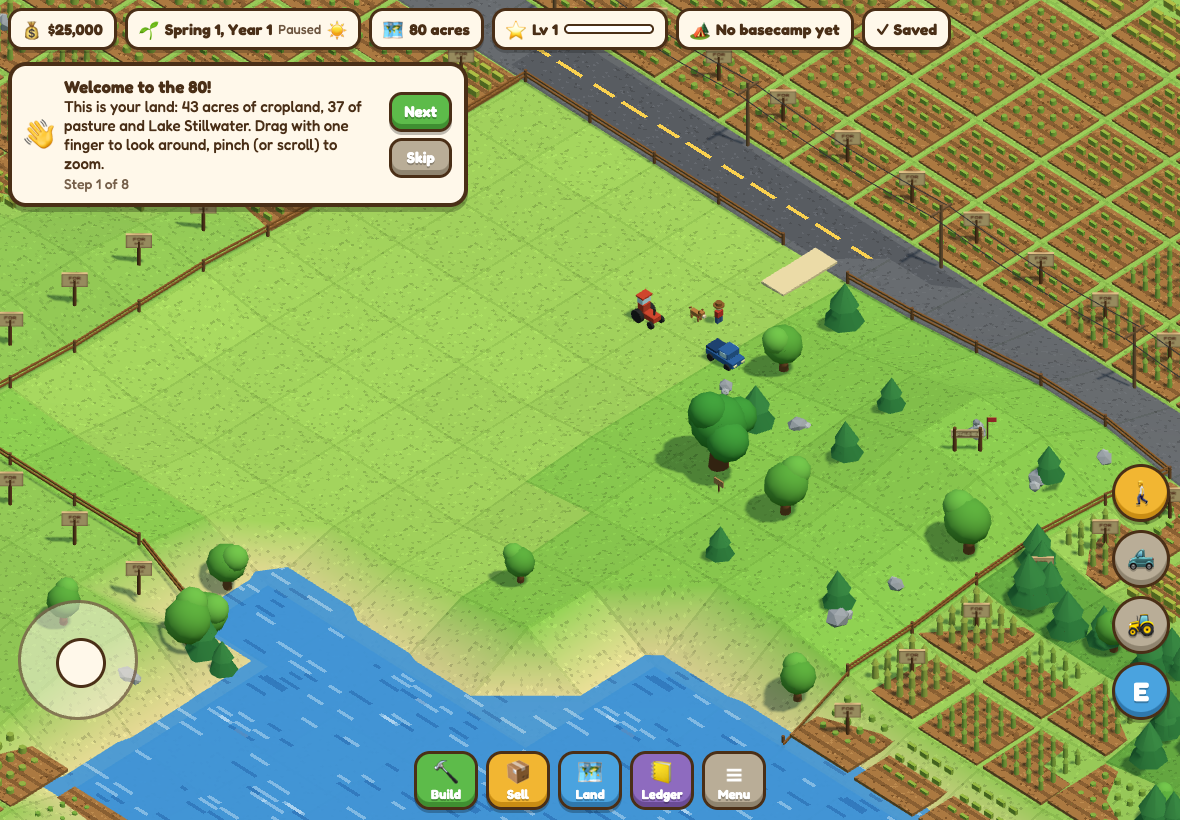 $25,000
Spring 1, Year 1 Paused
80 acres
Lv 1
No basecamp yet
✓ Saved
Welcome to the 80!
This is your land: 43 acres of cropland, 37 of
pasture and Lake Stillwater. Drag with one
finger to look around, pinch (or scroll) to
zoom.
Step 1 of 8
Next
Skip
E
Build
Sell
Land
Ledger
Menu